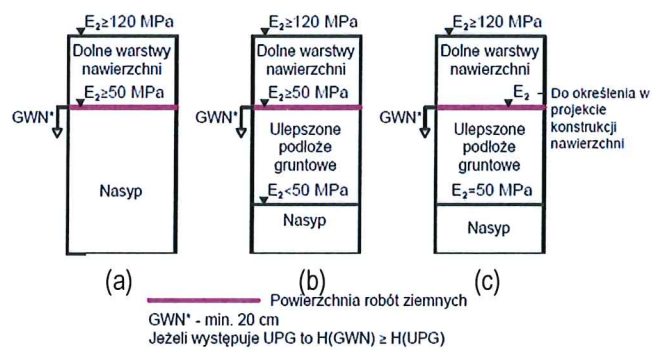 E₂≥120 MPa
Dolne warstwy
nawierzchni
E₂≥50 MPa
GWN*
Nasyp
(a)
E₂≥120 MPa
Dolne warstwy
nawierzchni
E₂≥50 MPa
GWN*
Ulepszone
podłoże
gruntowe
E₂<50 MPa
Nasyp
(b)
E₂≥120 MPa
Dolne warstwy
nawierzchni
E₂
Do określenia w
projekcie
konstrukcji
nawierzchni
GWN*
Ulepszone
podłoże
gruntowe
E₂=50 MPa
Nasyp
(c)
Powierzchnia robót ziemnych
GWN* - min. 20 cm
Jeżeli występuje UPG to H(GWN) ≥ H(UPG)